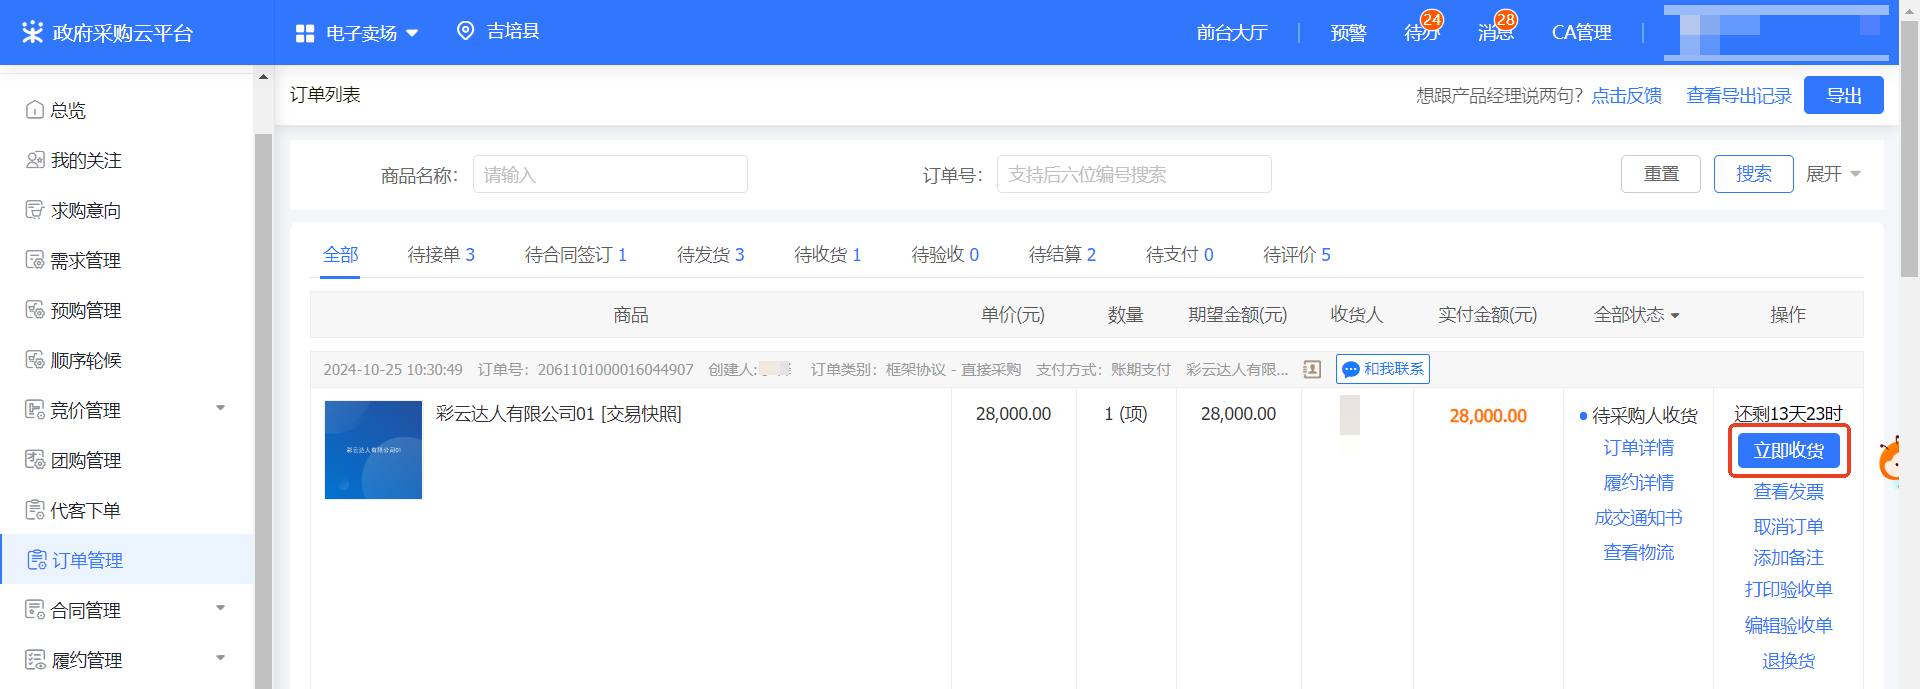 政府采购云平台
电子卖场
吉培县
前台大厅
预警
待办
24
消息
28
CA管理
总览
我的关注
求购意向
需求管理
预购管理
顺序轮候
竞价管理
团购管理
代客下单
订单管理
合同管理
履约管理
订单列表
想跟产品经理说两句？点击反馈
查看导出记录
导出
商品名称：
请输入
订单号：
支持后六位编号搜索
重置
搜索
展开
全部
待接单 3
待合同签订 1
待发货 3
待收货 1
待验收 0
待结算 2
待支付 0
待评价 5
商品
单价(元)
数量
期望金额(元)
收货人
实付金额(元)
全部状态
操作
2024-10-25 10:30:49 订单号：2061101000016044907 创建人: 订单类别：框架协议 - 直接采购 支付方式：账期支付 彩云达人有限... 和我联系
彩云达人有限公司01
彩云达人有限公司01 [交易快照]
28,000.00
1 (项)
28,000.00
28,000.00
待采购人收货
订单详情
履约详情
成交通知书
查看物流
还剩13天23时
立即收货
查看发票
取消订单
添加备注
打印验收单
编辑验收单
退换货